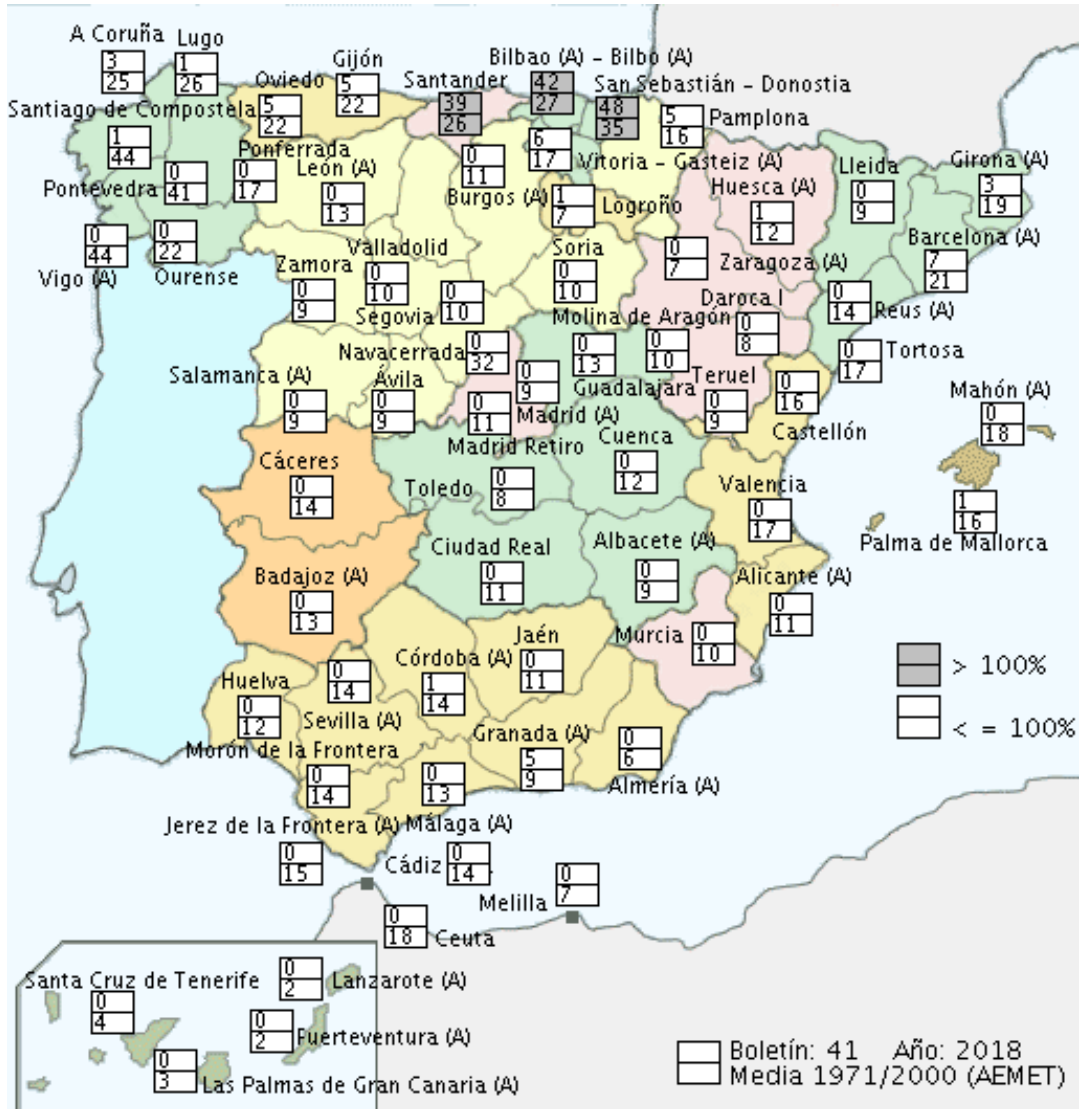 A Coruña
3
25
Lugo
1
26
Gijón
5
22
Oviedo
5
22
Santander
39
26
Bilbao (A) - Bilbo (A)
42
27
San Sebastián - Donostia
48
35
5
16
Pamplona
Santiago de Compostela
1
44
Pontevedra
0
41
Ponferrada
0
17
León (A)
0
13
0
11
Burgos (A)
6
17
Vitoria - Gasteiz (A)
1
7
Logroño
Huesca (A)
1
12
Lleida
0
9
Girona (A)
3
19
Barcelona (A)
7
21
0
44
Vigo (A)
0
22
Ourense
Zamora
0
9
Valladolid
0
10
Segovia
0
10
Soria
0
10
0
7
Zaragoza (A)
Daroca I
0
8
0
14
Reus (A)
0
17
Tortosa
Molina de Aragón
0
10
Navacerrada
0
32
0
13
Guadalajara
Salamanca (A)
0
9
Ávila
0
9
0
9
Madrid (A)
0
11
Madrid Retiro
Teruel
0
9
0
16
Castellón
Mahón (A)
0
18
Cáceres
0
14
Toledo
0
8
Cuenca
0
12
Valencia
0
17
1
16
Palma de Mallorca
Badajoz (A)
0
13
Ciudad Real
0
11
Albacete (A)
0
9
Alicante (A)
0
11
Murcia
0
10
Huelva
0
12
0
14
Sevilla (A)
Córdoba (A)
1
14
Jaén
0
11
Morón de la Frontera
0
14
0
13
Málaga (A)
Granada (A)
5
9
0
6
Almería (A)
Jerez de la Frontera (A)
0
15
Cádiz
0
14
Melilla
0
7
0
18
Ceuta
> 100%
< = 100%
Santa Cruz de Tenerife
0
4
0
2
Lanzarote (A)
0
2
Fuerteventura (A)
0
3
Las Palmas de Gran Canaria (A)
Boletín: 41 Año: 2018
Media 1971/2000 (AEMET)